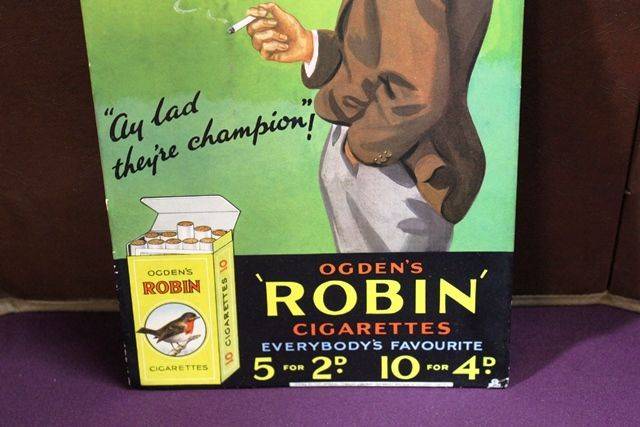 "Ay lad
they're champion"!
OGDEN'S
ROBIN
CIGARETTES
10 CIGARETTES 10
OGDEN'S
'ROBIN'
CIGARETTES
EVERYBODY'S FAVOURITE
5 FOR 2D. 10 FOR 4D.